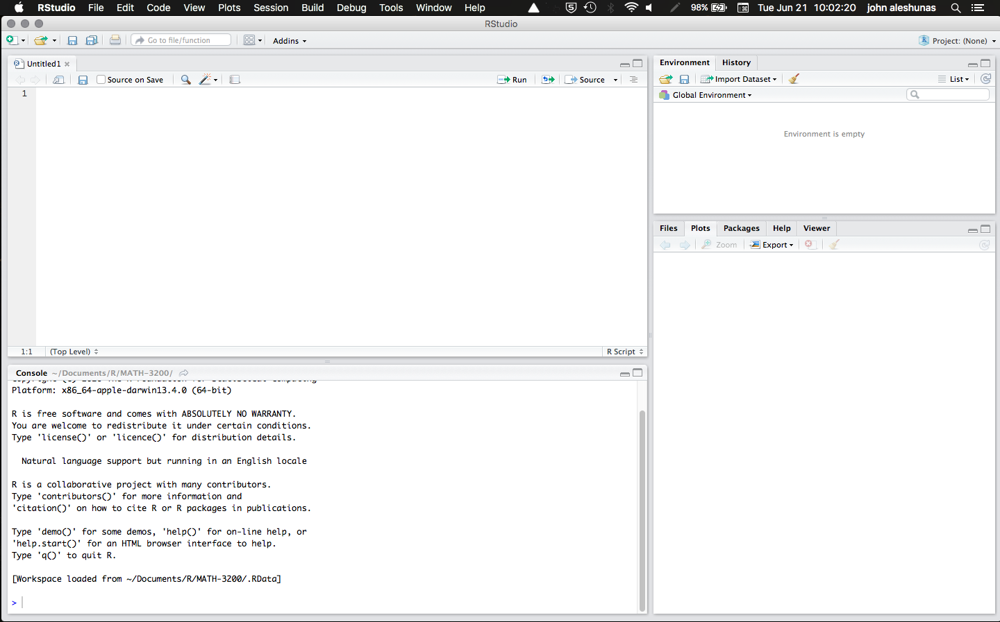 RStudio File Edit Code View Plots Session Build Debug Tools Window Help 98% Tue Jun 21 10:02:20 john aleshunas
RStudio
Go to file/function Addins Project: (None)
Untitled1
Source on Save Run Source
1
1:1 (Top Level) R Script
Console ~/Documents/R/MATH-3200/
Platform: x86_64-apple-darwin13.4.0 (64-bit)
R is free software and comes with ABSOLUTELY NO WARRANTY.
You are welcome to redistribute it under certain conditions.
Type 'license()' or 'licence()' for distribution details.
Natural language support but running in an English locale
R is a collaborative project with many contributors.
Type 'contributors()' for more information and
'citation()' on how to cite R or R packages in publications.
Type 'demo()' for some demos, 'help()' for on-line help, or
'help.start()' for an HTML browser interface to help.
Type 'q()' to quit R.
[Workspace loaded from ~/Documents/R/MATH-3200/.RData]
>
Environment History
Import Dataset List
Global Environment
Environment is empty
Files Plots Packages Help Viewer
Zoom Export